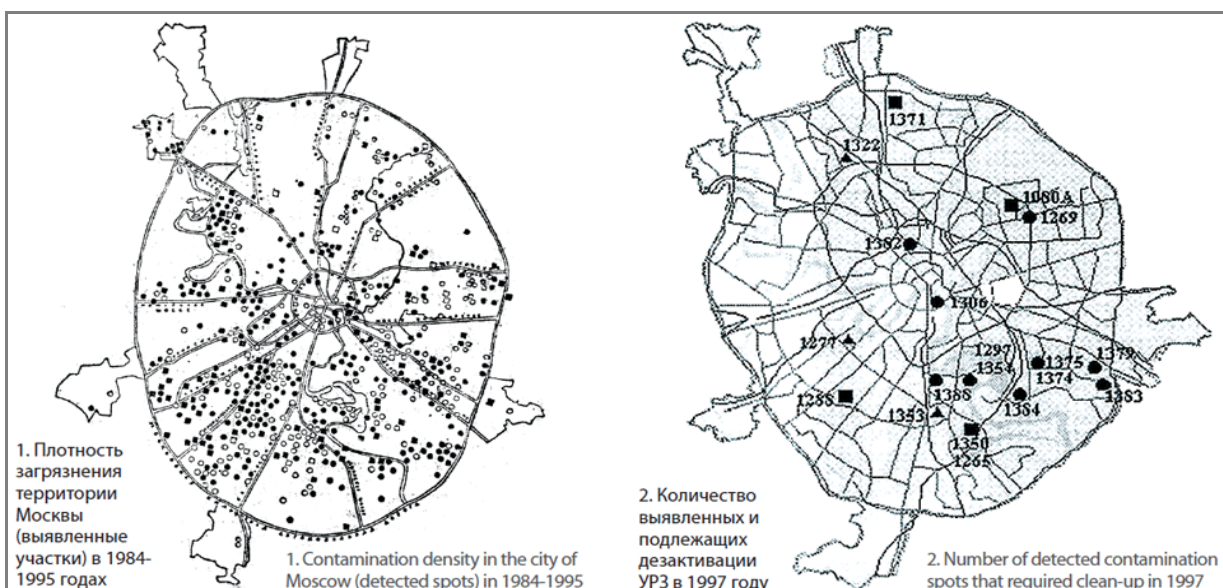 1371
1322
1080A
1269
1382
1306
1277
1297
1354
1375
1374
1379
1383
1288
1388
1384
1353
1350
1265
1. Плотность
загрязнения
территории
Москвы
(выявленные
участки) в 1984-
1995 годах
1. Contamination density in the city of
Moscow (detected spots) in 1984-1995
2. Количество
выявленных и
подлежащих
дезактивации
УРЗ в 1997 году
2. Number of detected contamination
spots that required clean-up in 1997